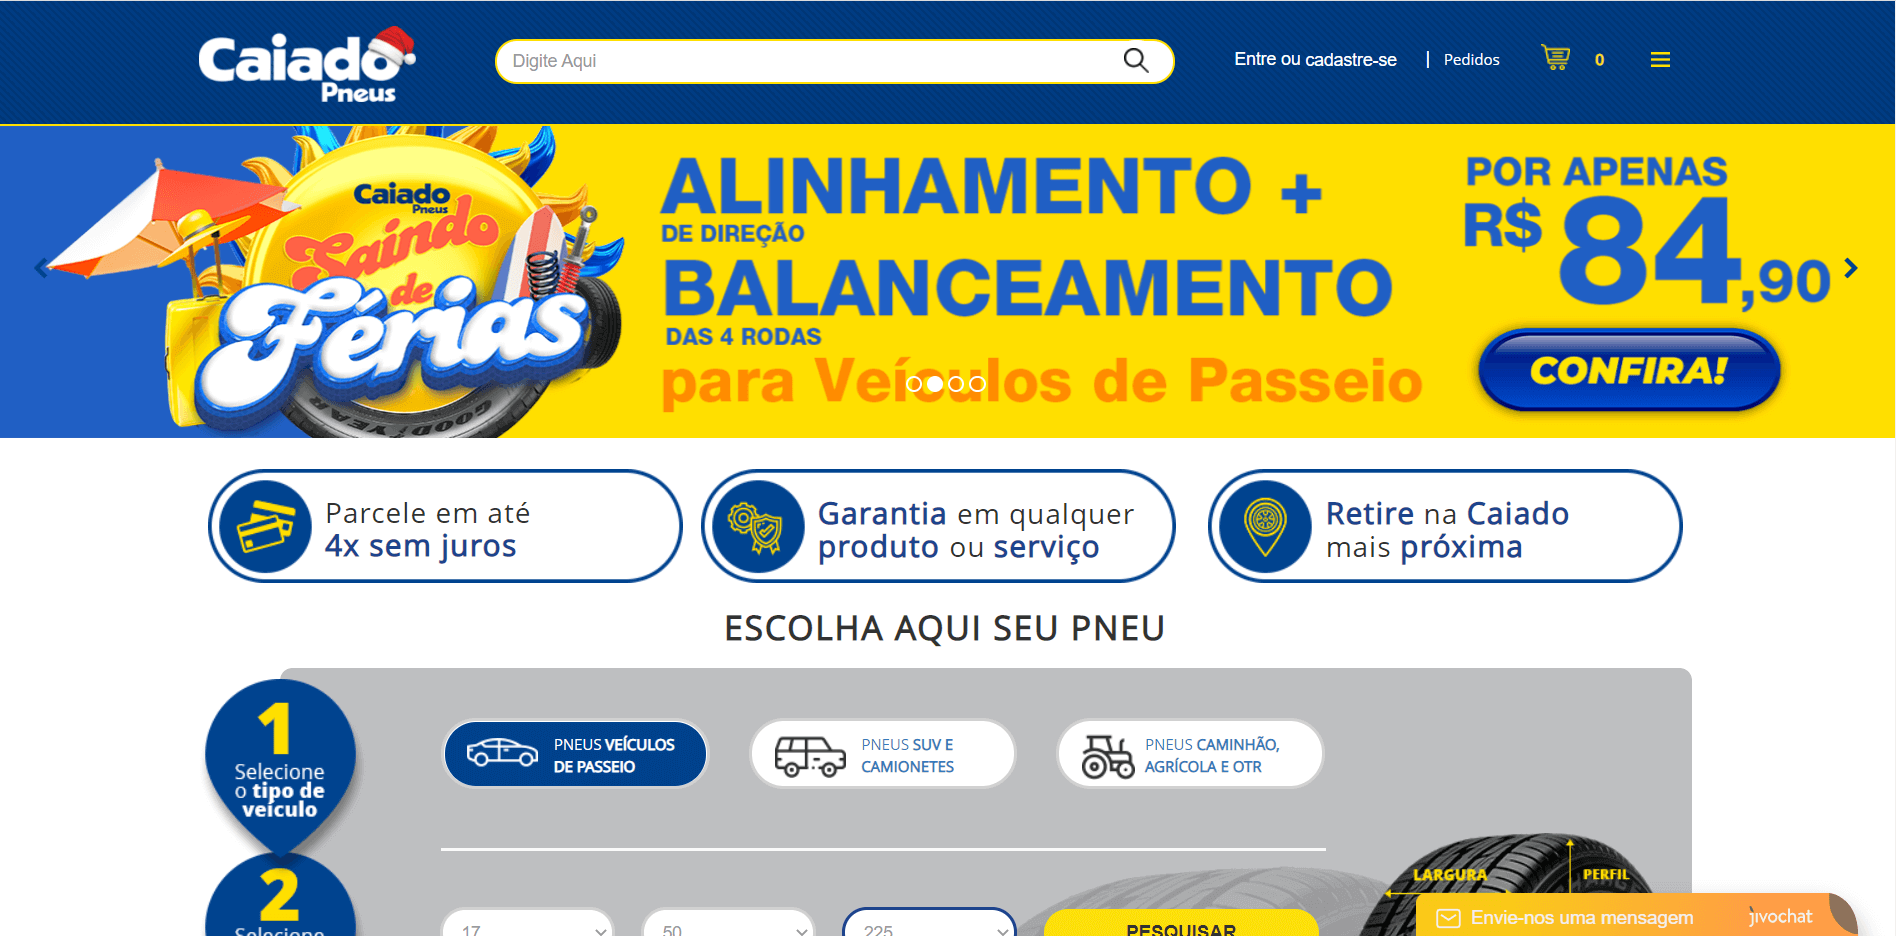 Caiado
Pneus
Digite Aqui
Entre ou cadastre-se
Pedidos
0
Caiado
Pneus
Saindo
de
Férias
GOODYEAR
ALINHAMENTO +
DE DIREÇÃO
BALANCEAMENTO
DAS 4 RODAS
para Veículos de Passeio
POR APENAS
R$ 84,90
CONFIRA!
Parcele em até
4x sem juros
Garantia em qualquer
produto ou serviço
Retire na Caiado
mais próxima
ESCOLHA AQUI SEU PNEU
1
Selecione
o tipo de
veículo
PNEUS VEÍCULOS
DE PASSEIO
PNEUS SUV E
CAMIONETES
PNEUS CAMINHÃO,
AGRÍCOLA E OTR
2
Selecione
17
50
225
PESQUISAR
LARGURA
PERFIL
Envie-nos uma mensagem
jivochat